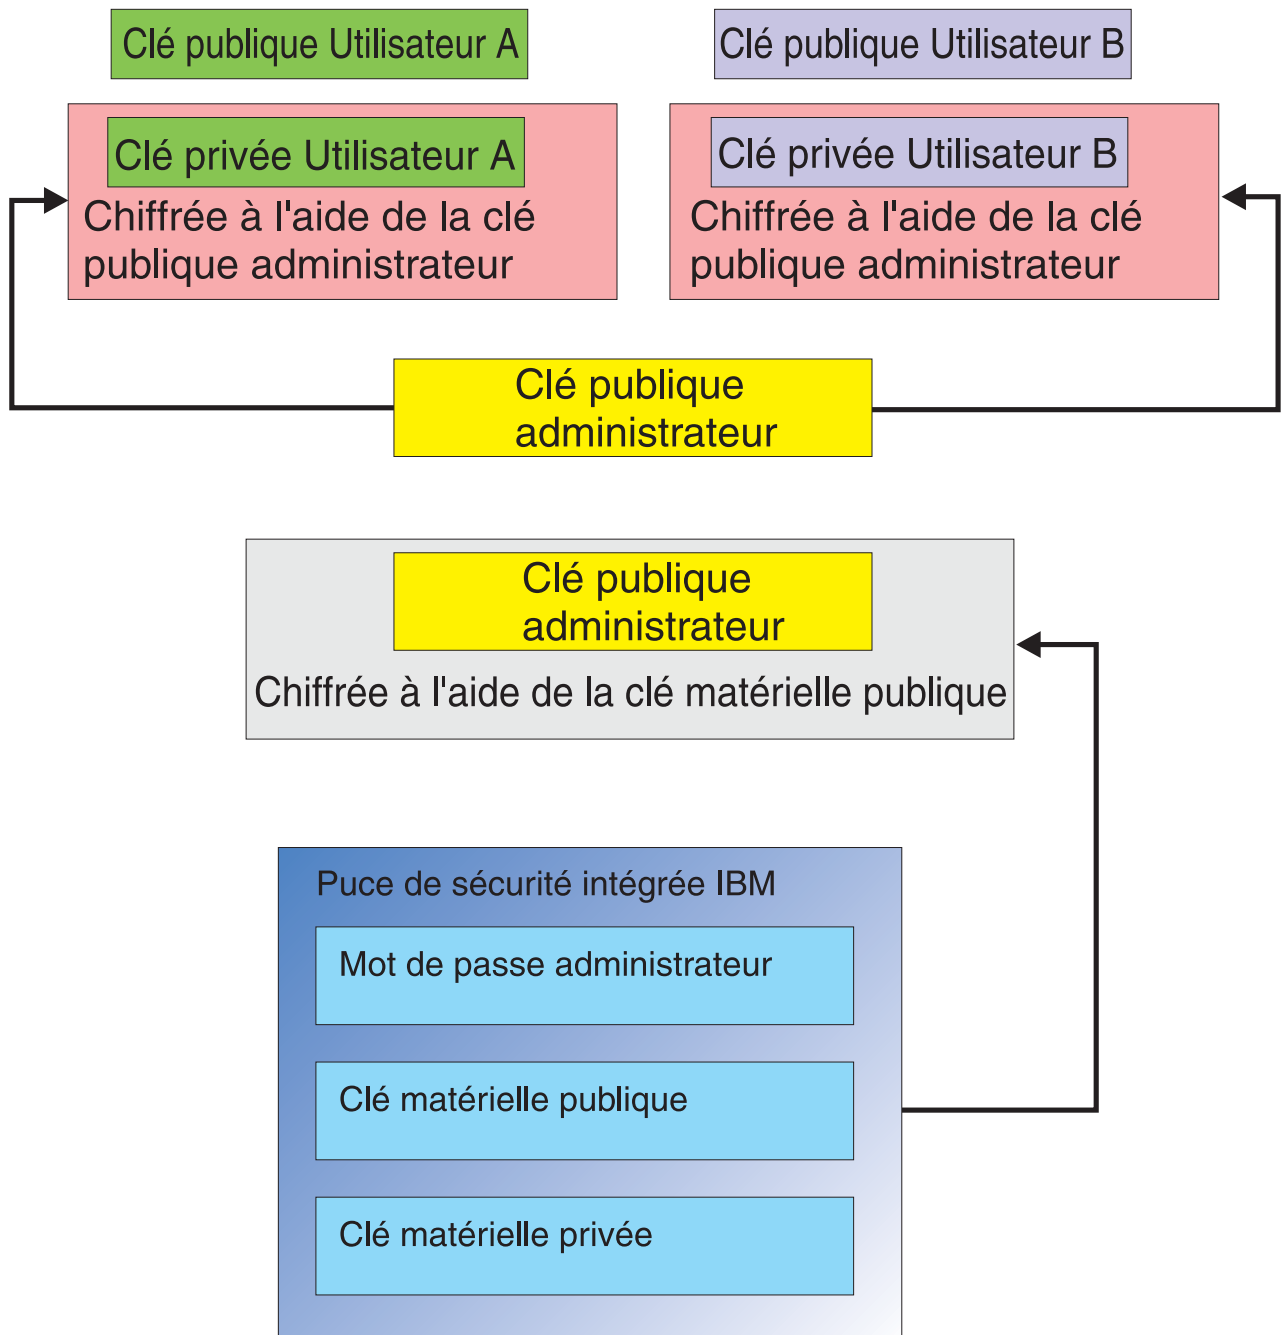 Clé publique Utilisateur A
Clé publique Utilisateur B
Clé privée Utilisateur A
Chiffrée à l'aide de la clé
publique administrateur
Clé privée Utilisateur B
Chiffrée à l'aide de la clé
publique administrateur
Clé publique
administrateur
Clé publique
administrateur
Chiffrée à l'aide de la clé matérielle publique
Puce de sécurité intégrée IBM
Mot de passe administrateur
Clé matérielle publique
Clé matérielle privée